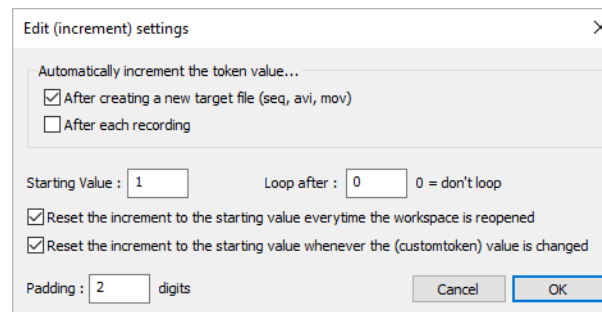 Edit (increment) settings
Automatically increment the token value...
After creating a new target file (seq, avi, mov)
After each recording
Starting Value : 1 Loop after : 0 0 = don't loop
Reset the increment to the starting value everytime the workspace is reopened
Reset the increment to the starting value whenever the (customtoken) value is changed
Padding : 2 digits Cancel OK